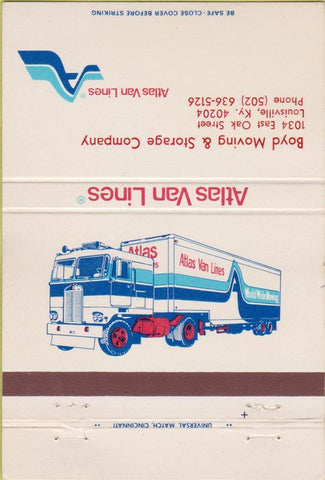 BE SAFE - CLOSE COVER BEFORE STRIKING
Atlas Van Lines®
Boyd Moving & Storage Company
1034 East Oak Street
Louisville, Ky. 40204
Phone (502) 636-5126
Atlas Van Lines®
Atlas
Atlas Van Lines
World Wide Moving
UNIVERSAL MATCH, CINCINNATI